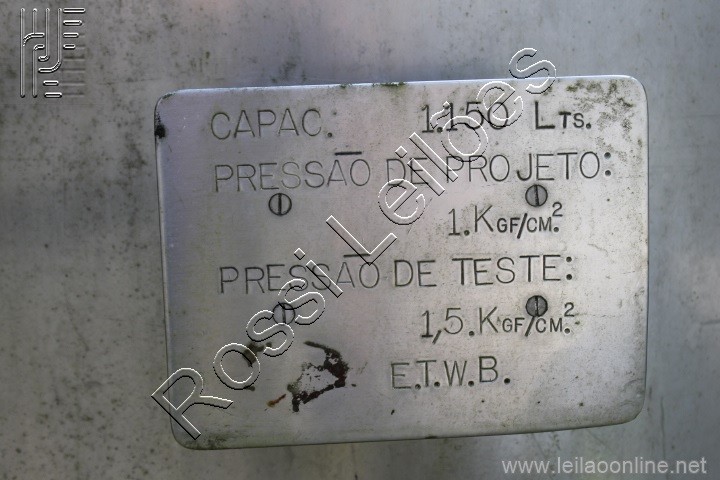 CAPAC. 1.150 LTS.
PRESSÃO DE PROJETO:
1.KGF/CM.²
PRESSÃO DE TESTE:
1,5.KGF/CM.²
E.T.W.B.
Rossi Leilões
www.leilaoonline.net